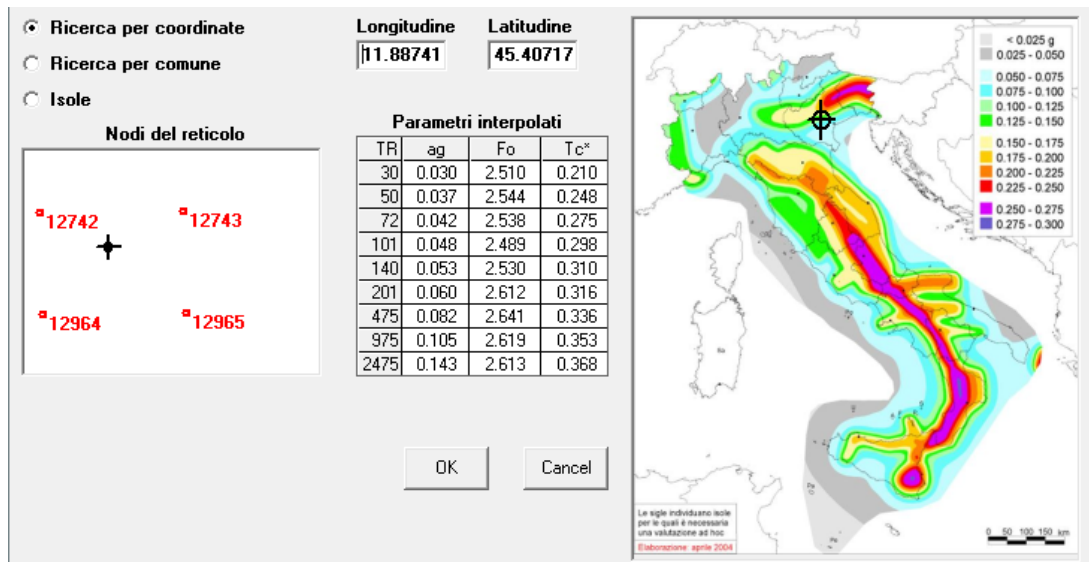 Ricerca per coordinate
Ricerca per comune
Isole
Longitudine Latitudine
11.88741 45.40717
Nodi del reticolo
12742 12743
12964 12965
Parametri interpolati
TR ag Fo Tc*
30 0.030 2.510 0.210
50 0.037 2.544 0.248
72 0.042 2.538 0.275
101 0.048 2.489 0.298
140 0.053 2.530 0.310
201 0.060 2.612 0.316
475 0.082 2.641 0.336
975 0.105 2.619 0.353
2475 0.143 2.613 0.368
OK Cancel
< 0.025 g
0.025 - 0.050
0.050 - 0.075
0.075 - 0.100
0.100 - 0.125
0.125 - 0.150
0.150 - 0.175
0.175 - 0.200
0.200 - 0.225
0.225 - 0.250
0.250 - 0.275
0.275 - 0.300
Le sigle individuano isole
per le quali è necessaria
una valutazione ad hoc
Elaborazione: aprile 2004
0 50 100 150 km